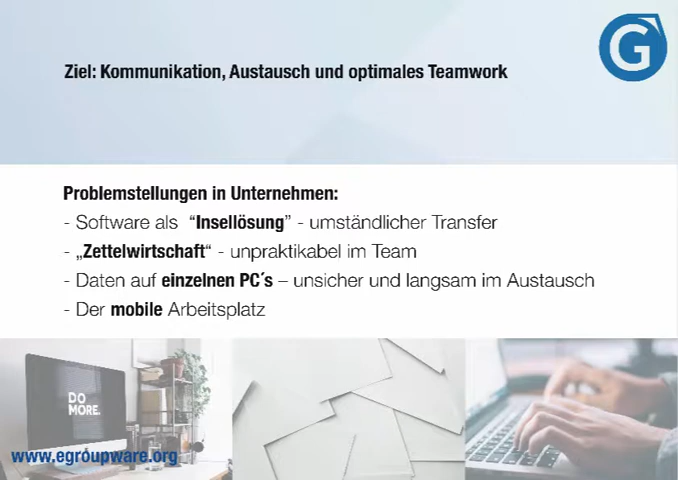 G
Ziel: Kommunikation, Austausch und optimales Teamwork
Problemstellungen in Unternehmen:
- Software als “Insellösung” - umständlicher Transfer
- „Zettelwirtschaft“ - unpraktikabel im Team
- Daten auf einzelnen PC´s – unsicher und langsam im Austausch
- Der mobile Arbeitsplatz
DO
MORE.
www.egroupware.org